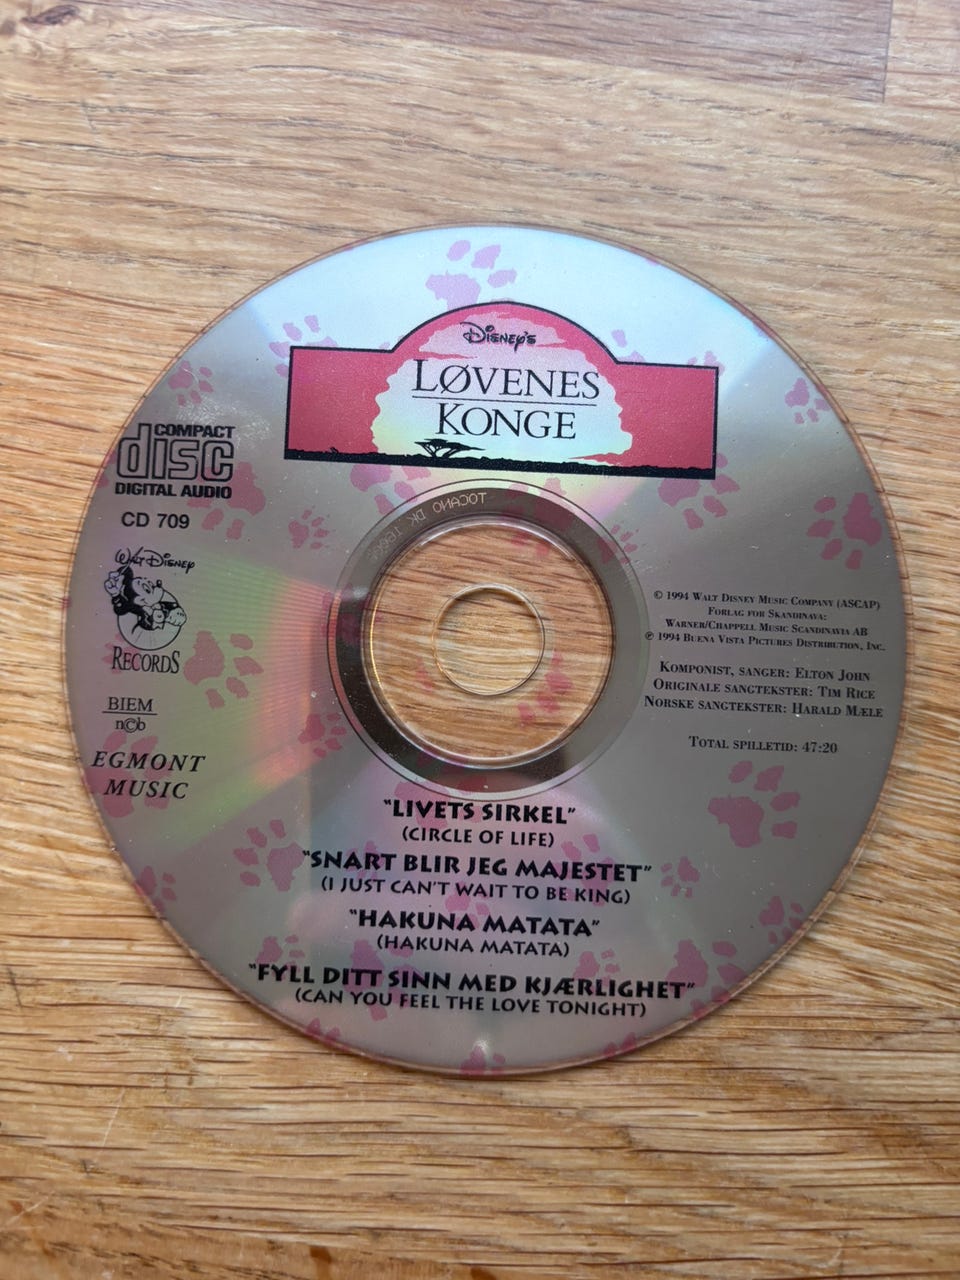 Disney's
LØVENES
KONGE
COMPACT
disc
DIGITAL AUDIO
CD 709
Walt Disney
RECORDS
BIEM
n©b
EGMONT
MUSIC
TOCANO DK
© 1994 Walt Disney Music Company (ASCAP)
Forlag for Skandinava:
Warner/Chappell Music Scandinavia AB
℗ 1994 Buena Vista Pictures Distribution, Inc.
Komponist, sanger: Elton John
Originale sangtekster: Tim Rice
Norske sangtekster: Harald Mæle
Total spilletid: 47:20
"LIVETS SIRKEL"
(CIRCLE OF LIFE)
"SNART BLIR JEG MAJESTET"
(I JUST CAN'T WAIT TO BE KING)
"HAKUNA MATATA"
(HAKUNA MATATA)
"FYLL DITT SINN MED KJÆRLIGHET"
(CAN YOU FEEL THE LOVE TONIGHT)